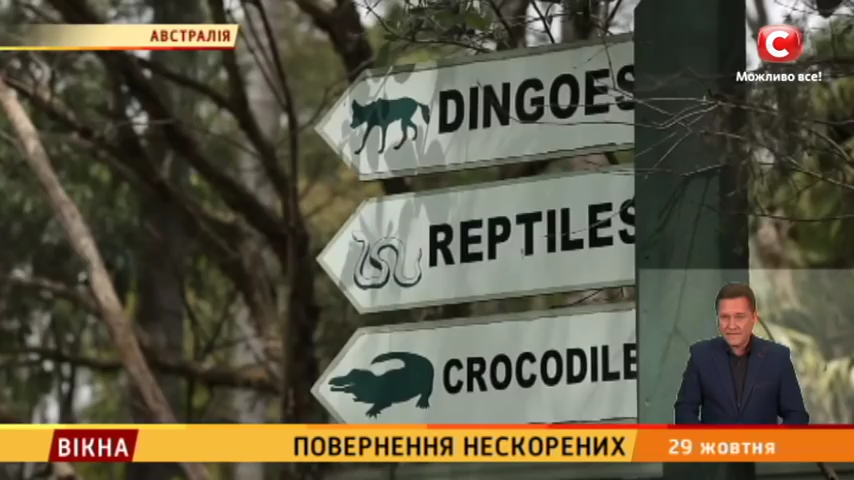 АВСТРАЛІЯ
С
Можливо все!
DINGOES
REPTILES
CROCODILE
ВІКНА
ПОВЕРНЕННЯ НЕСКОРЕНИХ
29 жовтня